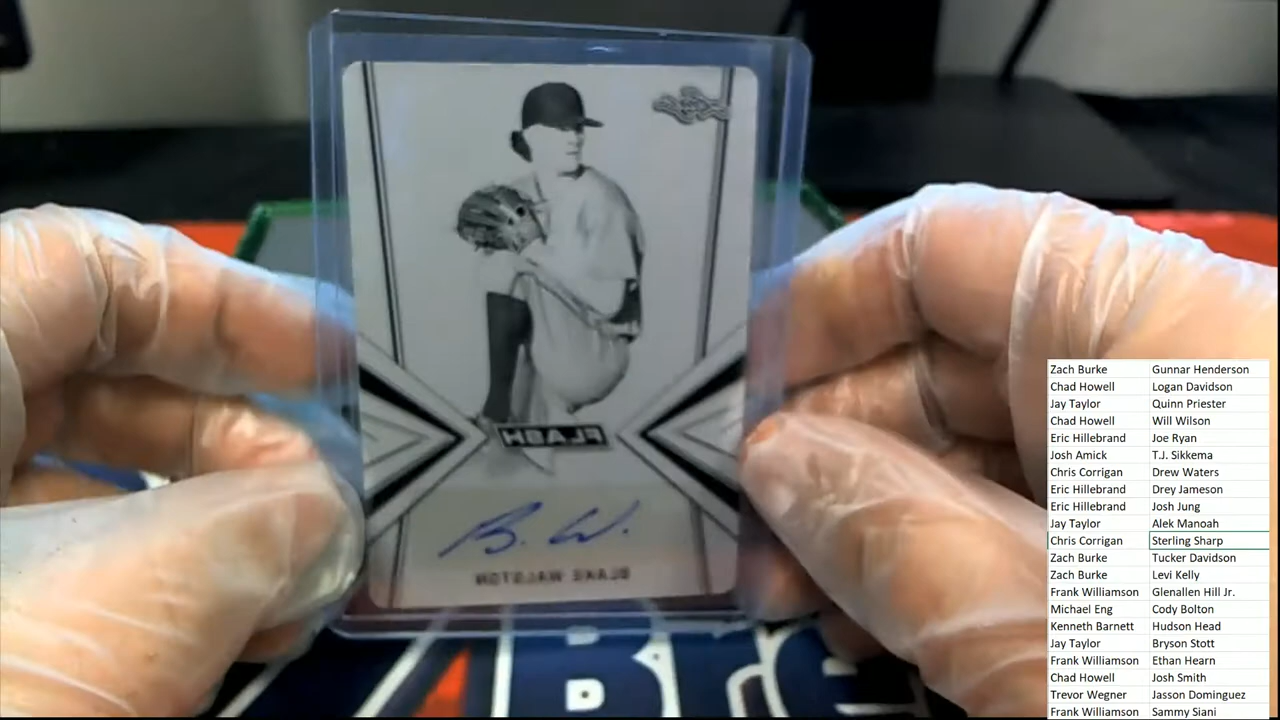 FLASH
B. W.
BLAKE WALSTON
Bre
Zach Burke Gunnar Henderson
Chad Howell Logan Davidson
Jay Taylor Quinn Priester
Chad Howell Will Wilson
Eric Hillebrand Joe Ryan
Josh Amick T.J. Sikkema
Chris Corrigan Drew Waters
Eric Hillebrand Drey Jameson
Eric Hillebrand Josh Jung
Jay Taylor Alek Manoah
Chris Corrigan Sterling Sharp
Zach Burke Tucker Davidson
Zach Burke Levi Kelly
Frank Williamson Glenallen Hill Jr.
Michael Eng Cody Bolton
Kenneth Barnett Hudson Head
Jay Taylor Bryson Stott
Frank Williamson Ethan Hearn
Chad Howell Josh Smith
Trevor Wegner Jasson Dominguez
Frank Williamson Sammy Siani